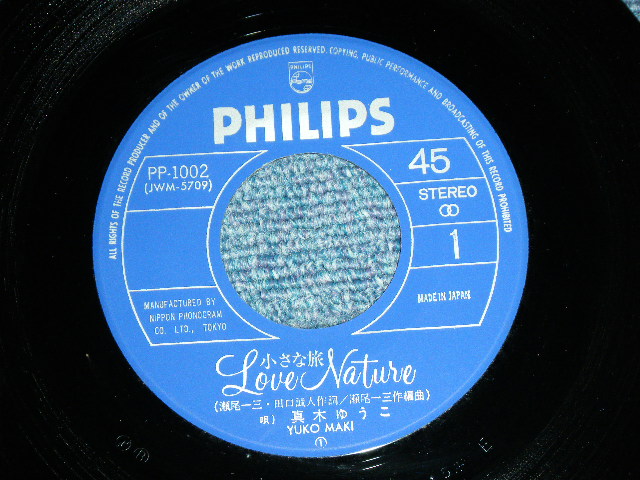 ALL RIGHTS OF THE RECORD PRODUCER AND OF THE OWNER OF THE WORK REPRODUCED RESERVED. COPYING, PUBLIC PERFORMANCE AND BROADCASTING OF THIS RECORD PROHIBITED
PHILIPS
PHILIPS
PP-1002
(JWM-5709)
45
STEREO
1
MANUFACTURED BY
NIPPON PHONOGRAM
CO. LTD., TOKYO
MADE IN JAPAN
小さな旅
Love Nature
(瀬尾一三・田口誠人作詞/瀬尾一三作編曲)
唄) 真木ゆうこ
YUKO MAKI
①